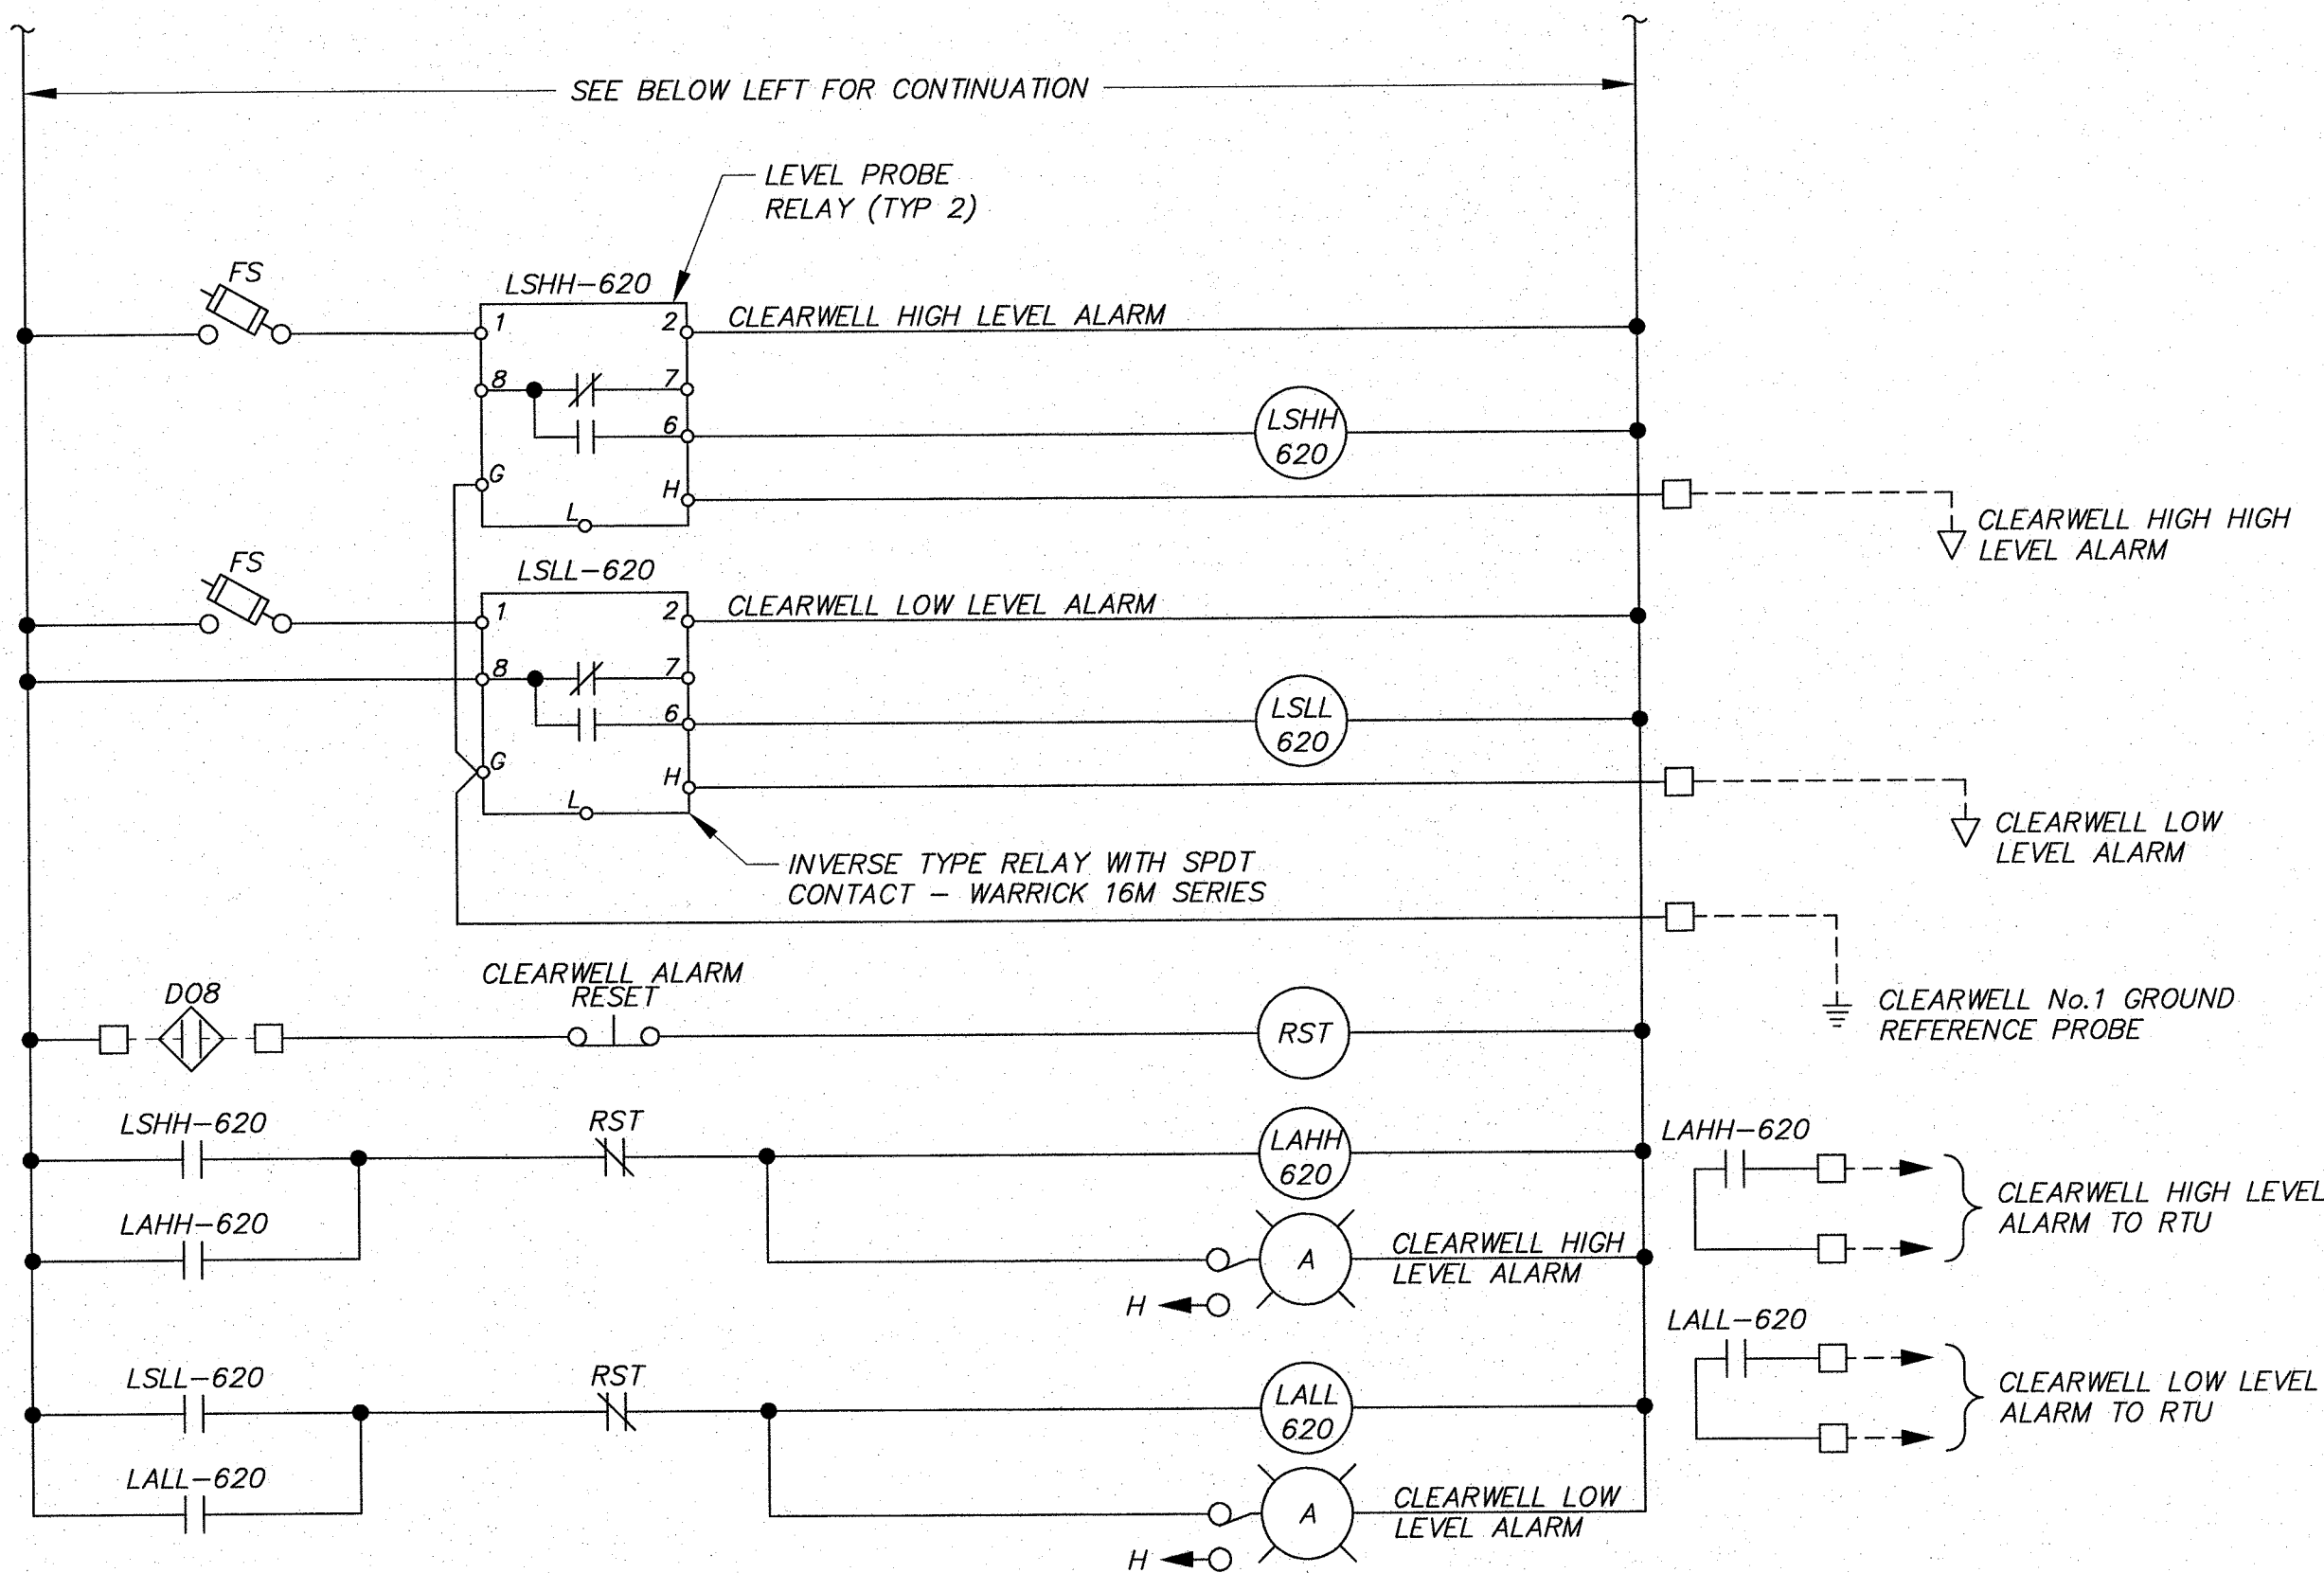 SEE BELOW LEFT FOR CONTINUATION
LEVEL PROBE
RELAY (TYP 2)
FS
LSHH-620
1
2
CLEARWELL HIGH LEVEL ALARM
8
7
6
LSHH
620
G
H
L
CLEARWELL HIGH HIGH
LEVEL ALARM
FS
LSLL-620
1
2
CLEARWELL LOW LEVEL ALARM
8
7
6
LSLL
620
G
H
L
CLEARWELL LOW
LEVEL ALARM
INVERSE TYPE RELAY WITH SPDT
CONTACT - WARRICK 16M SERIES
CLEARWELL No.1 GROUND
REFERENCE PROBE
DO8
CLEARWELL ALARM
RESET
RST
LSHH-620
RST
LAHH
620
LAHH-620
LAHH-620
CLEARWELL HIGH LEVEL
ALARM TO RTU
A
CLEARWELL HIGH
LEVEL ALARM
H
LSLL-620
RST
LALL
620
LALL-620
LALL-620
CLEARWELL LOW LEVEL
ALARM TO RTU
A
CLEARWELL LOW
LEVEL ALARM
H